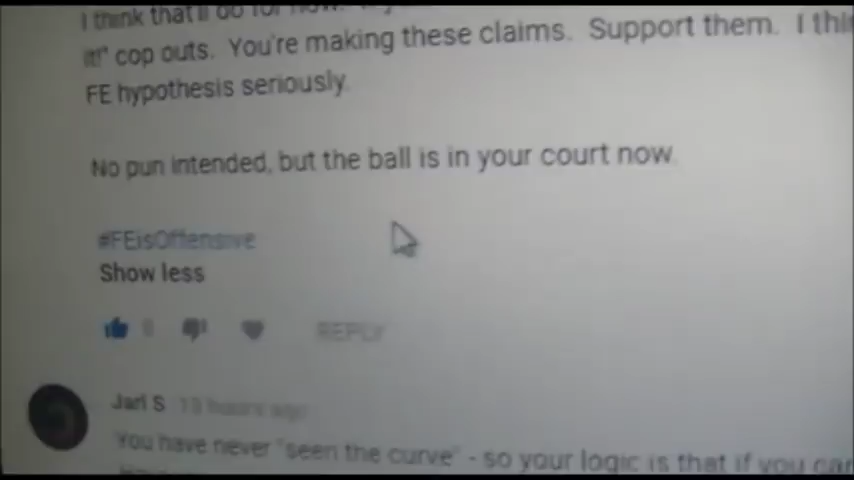 I think that'll do for now.
it!" cop outs. You're making these claims. Support them. I thi
FE hypothesis seriously.
No pun intended, but the ball is in your court now.
#FEisOffensive
Show less
REPLY
Jarl S 13 hours ago
You have never "seen the curve" - so your logic is that if you can